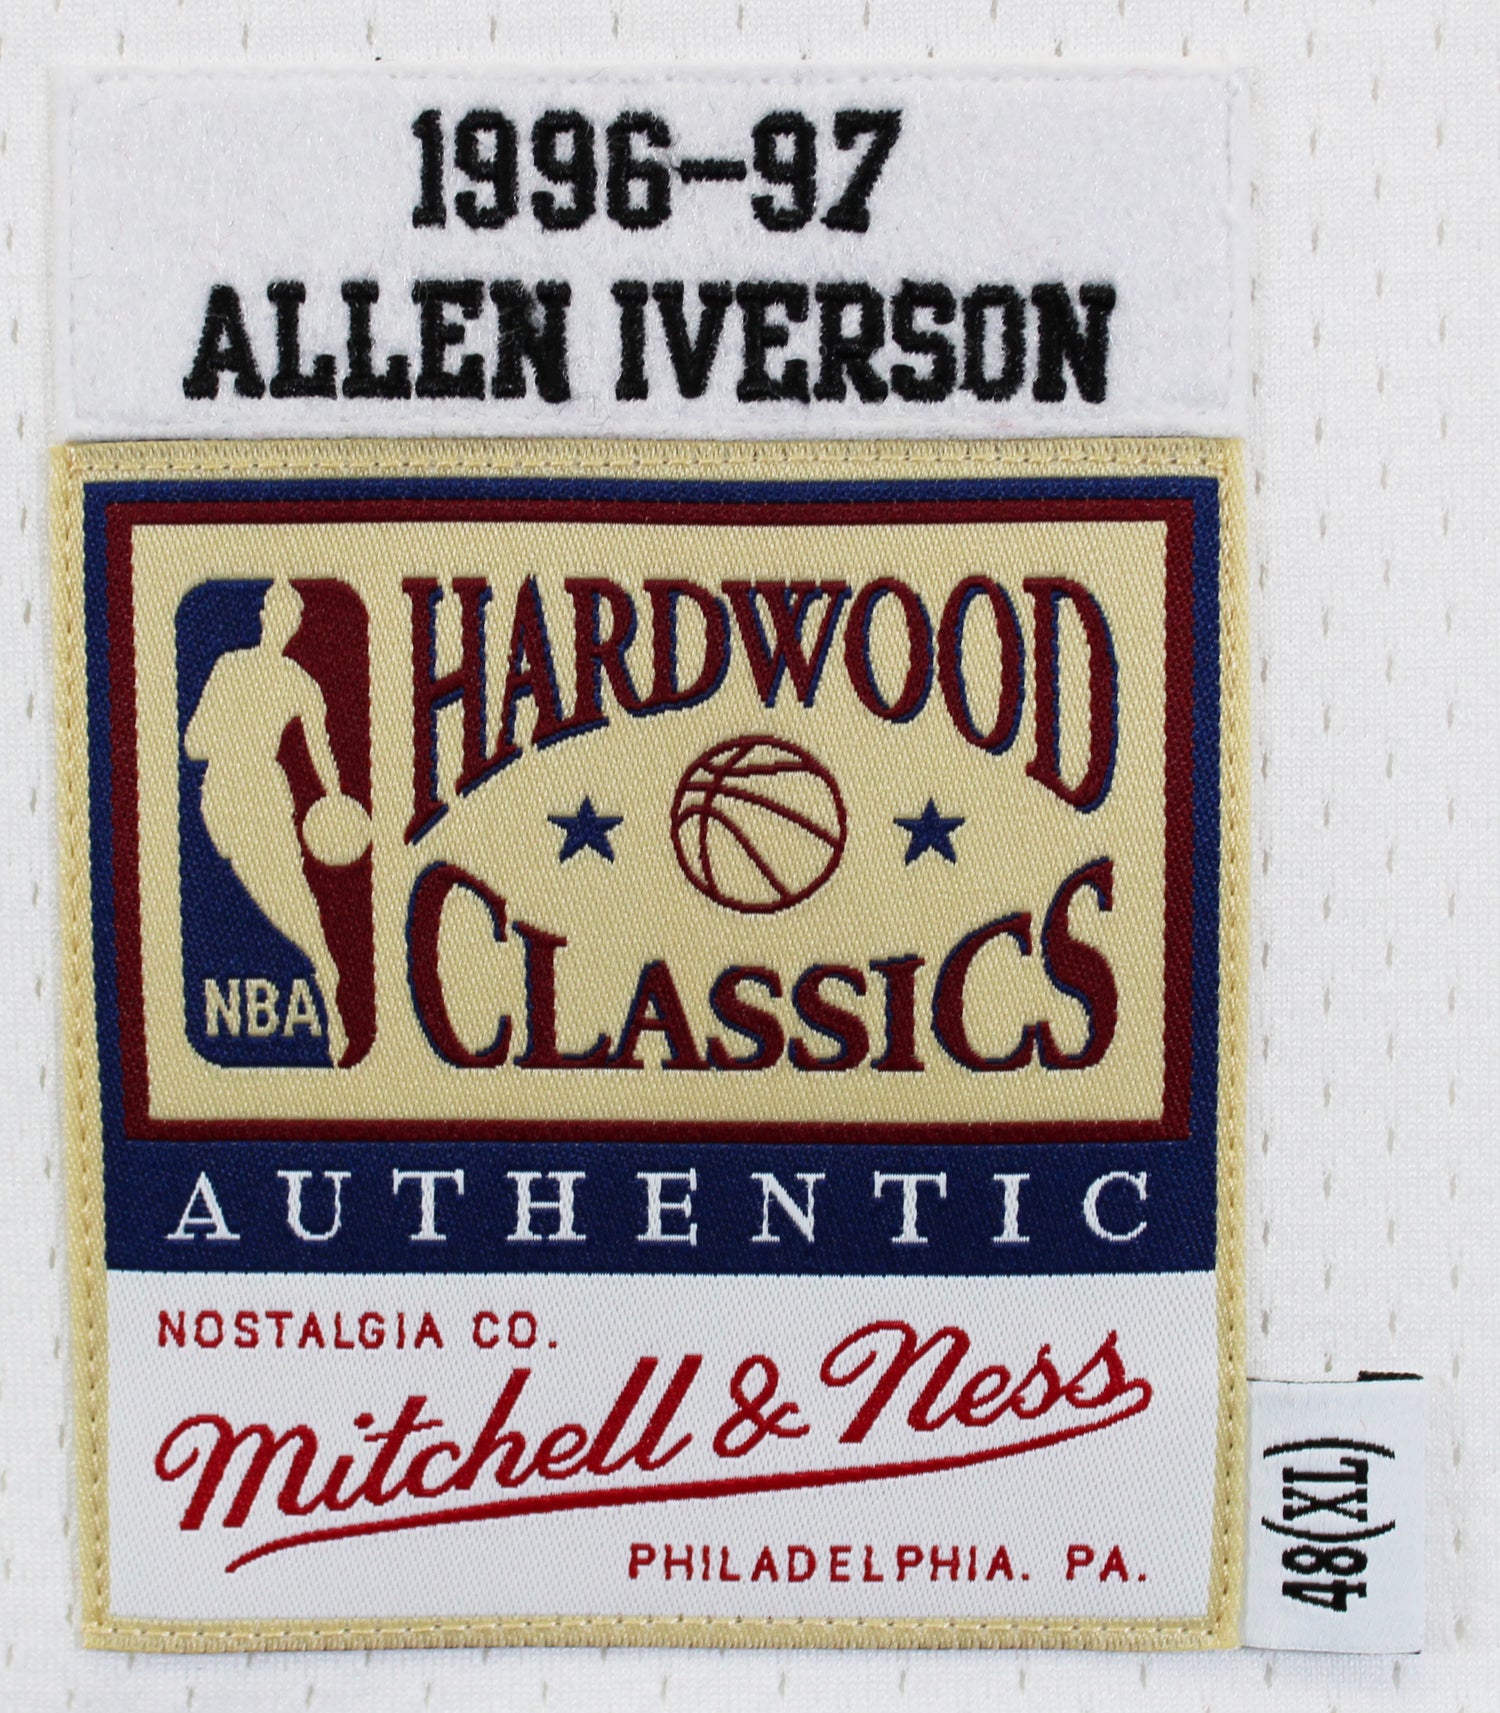 1996-97
ALLEN IVERSON
HARDWOOD
CLASSICS
NBA
AUTHENTIC
NOSTALGIA CO.
Mitchell & Ness
PHILADELPHIA. PA.
48(XL)